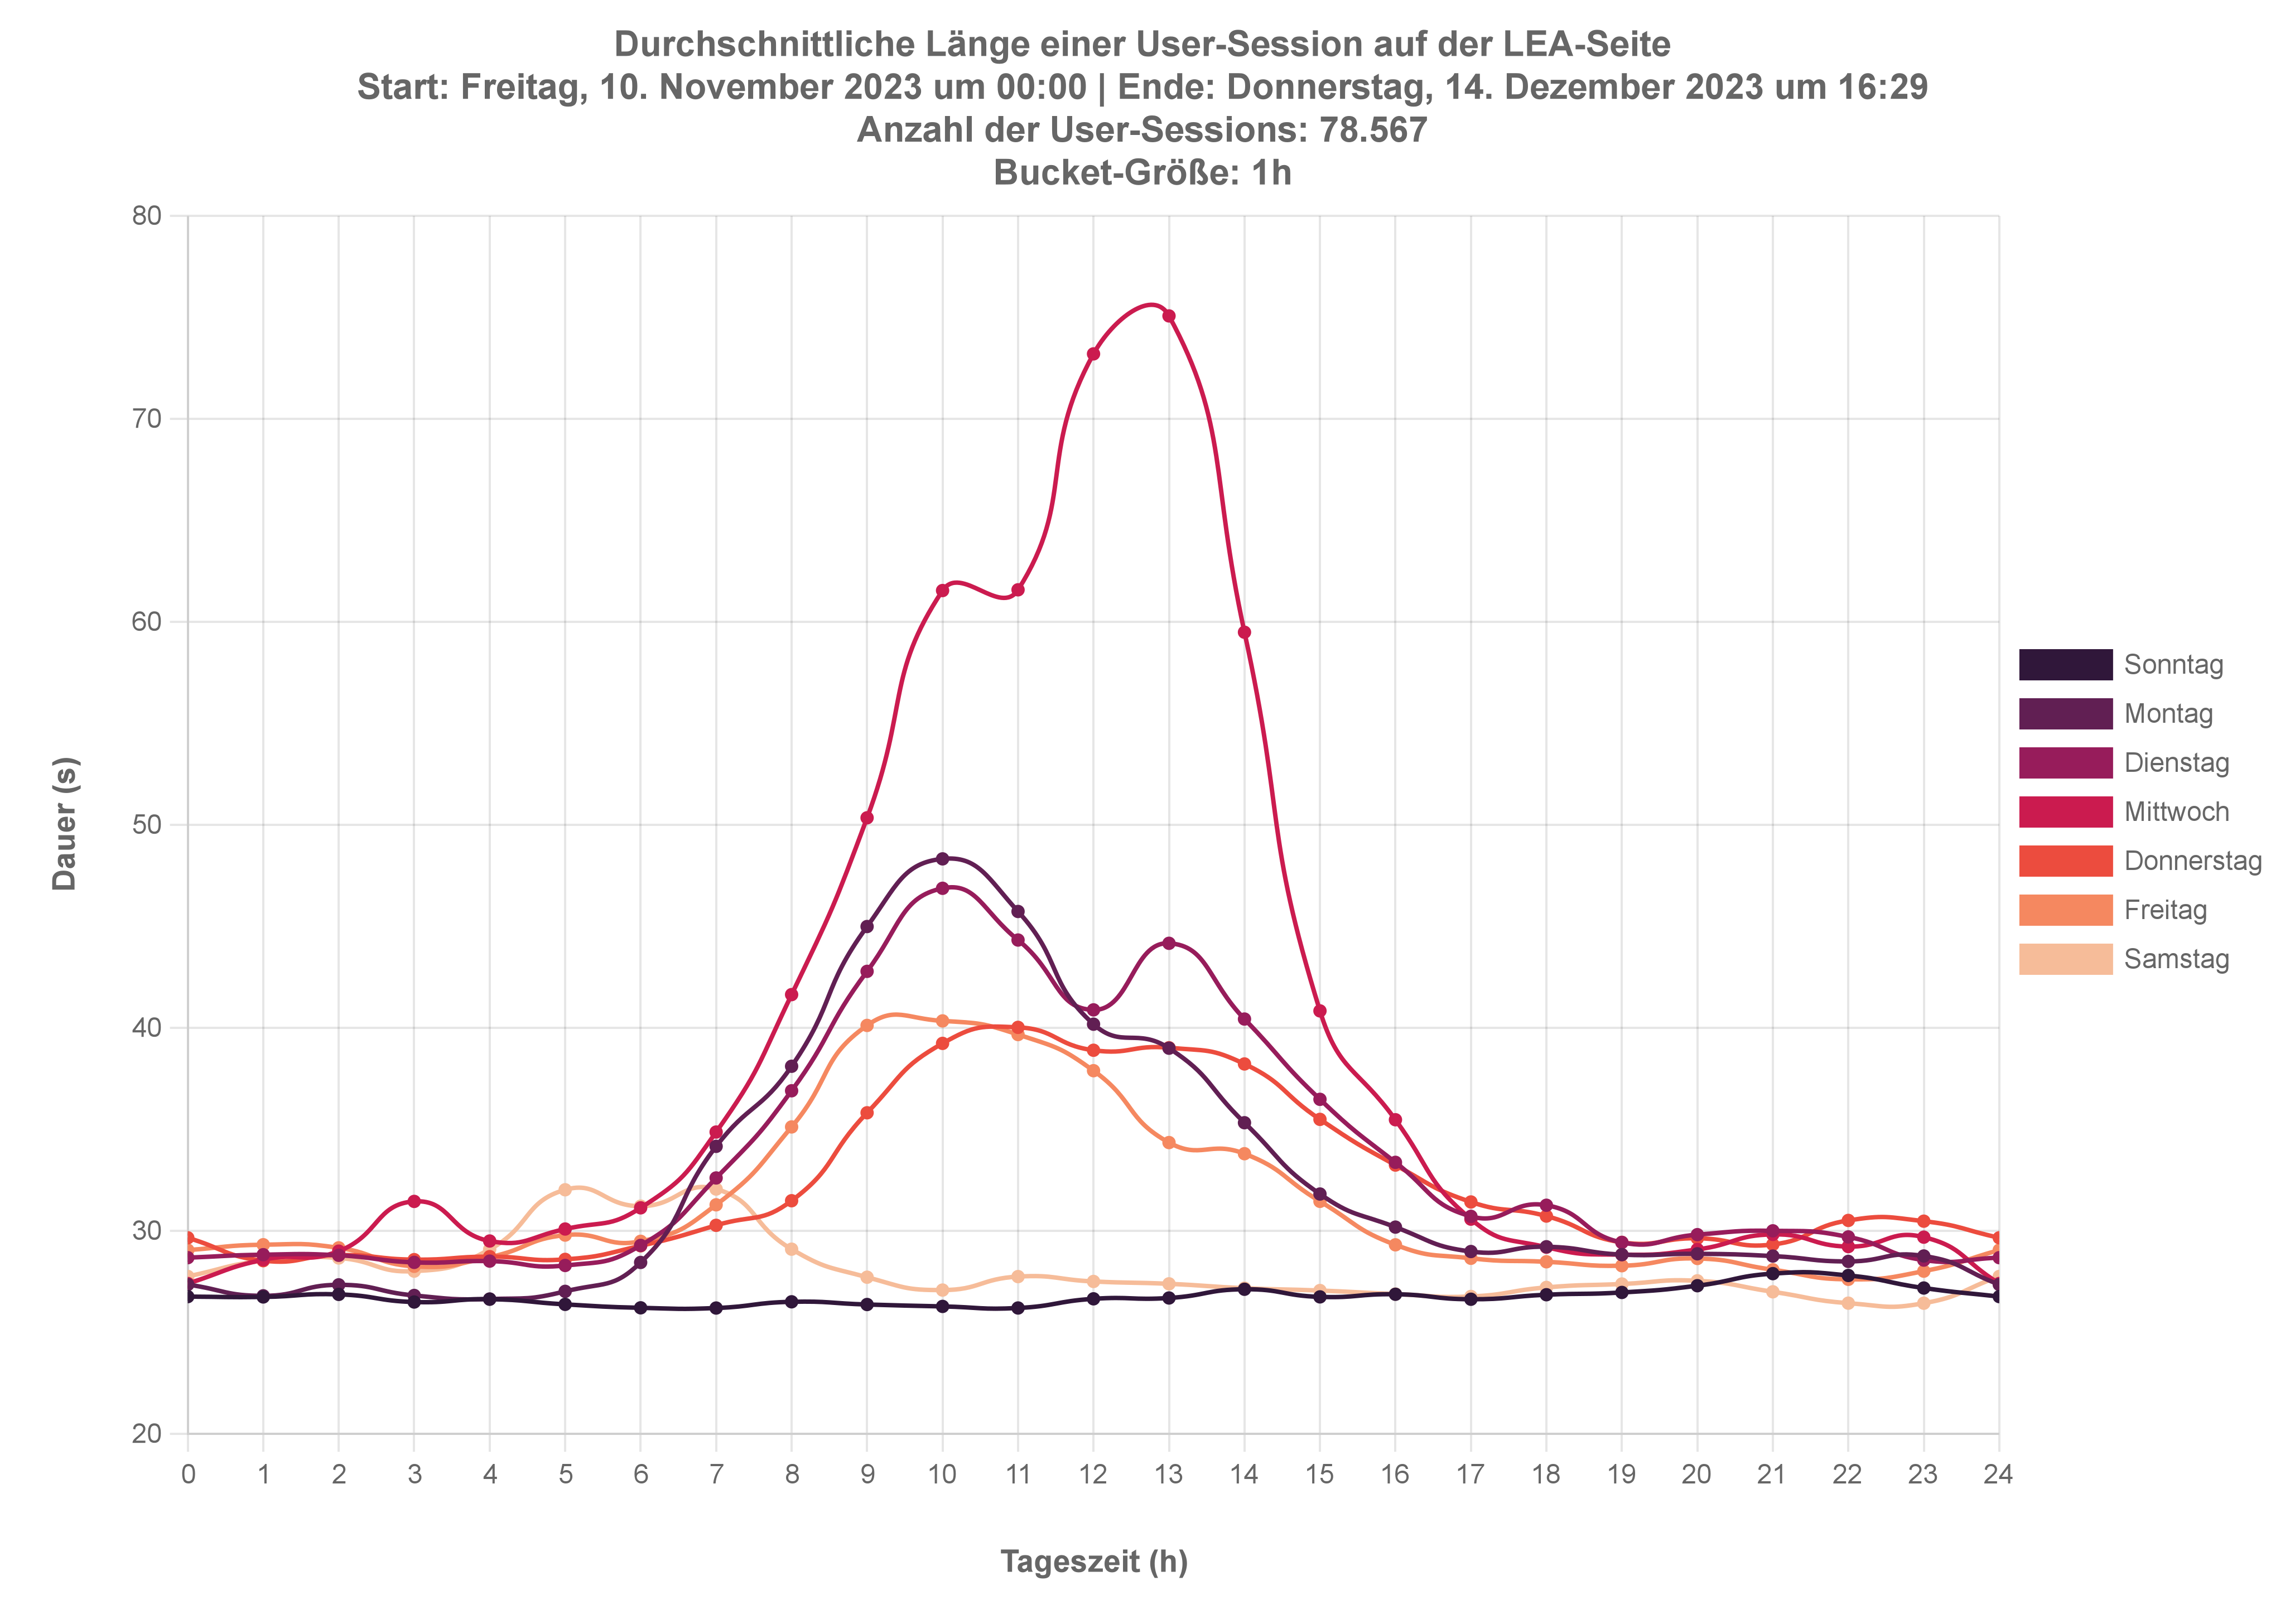 Durchschnittliche Länge einer User-Session auf der LEA-Seite
Start: Freitag, 10. November 2023 um 00:00 | Ende: Donnerstag, 14. Dezember 2023 um 16:29
Anzahl der User-Sessions: 78.567
Bucket-Größe: 1h
80
70
60
50
40
30
20
Dauer (s)
0 1 2 3 4 5 6 7 8 9 10 11 12 13 14 15 16 17 18 19 20 21 22 23 24
Tageszeit (h)
Sonntag
Montag
Dienstag
Mittwoch
Donnerstag
Freitag
Samstag